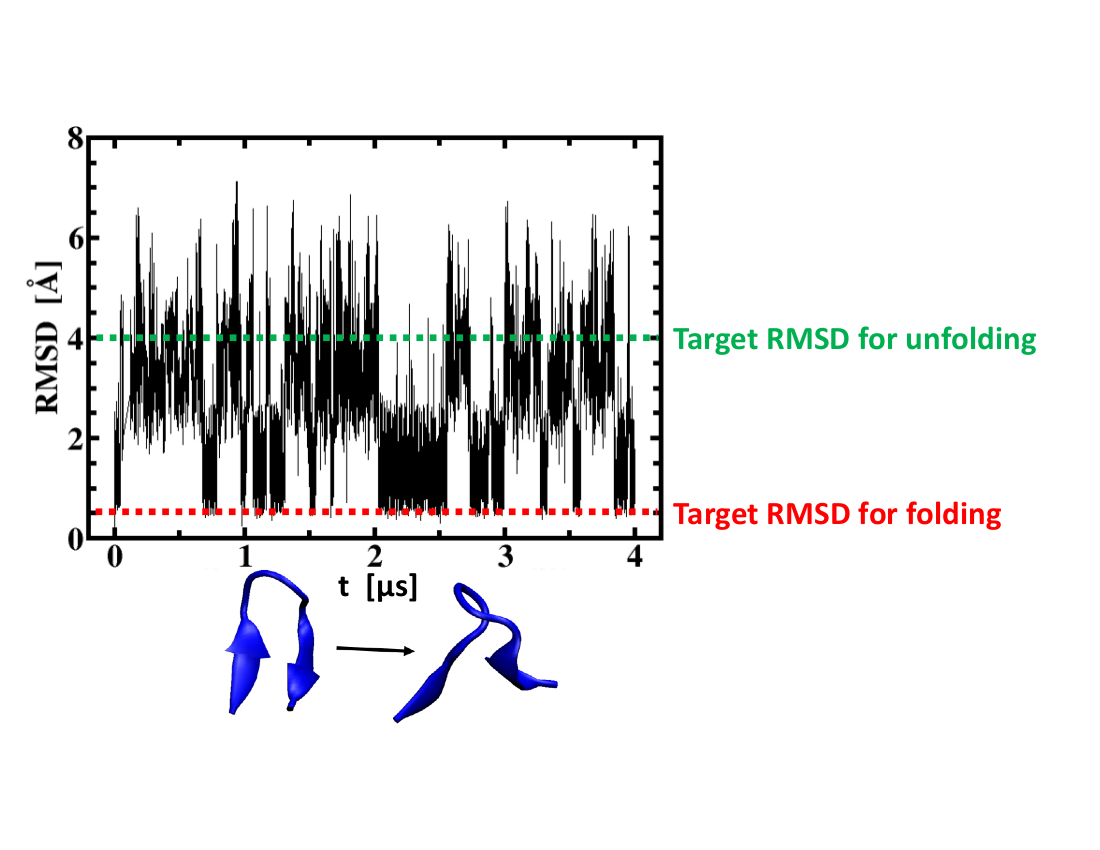 8
6
RMSD [Å]
4
Target RMSD for unfolding
2
Target RMSD for folding
0
0 1 2 3 4
t [μs]